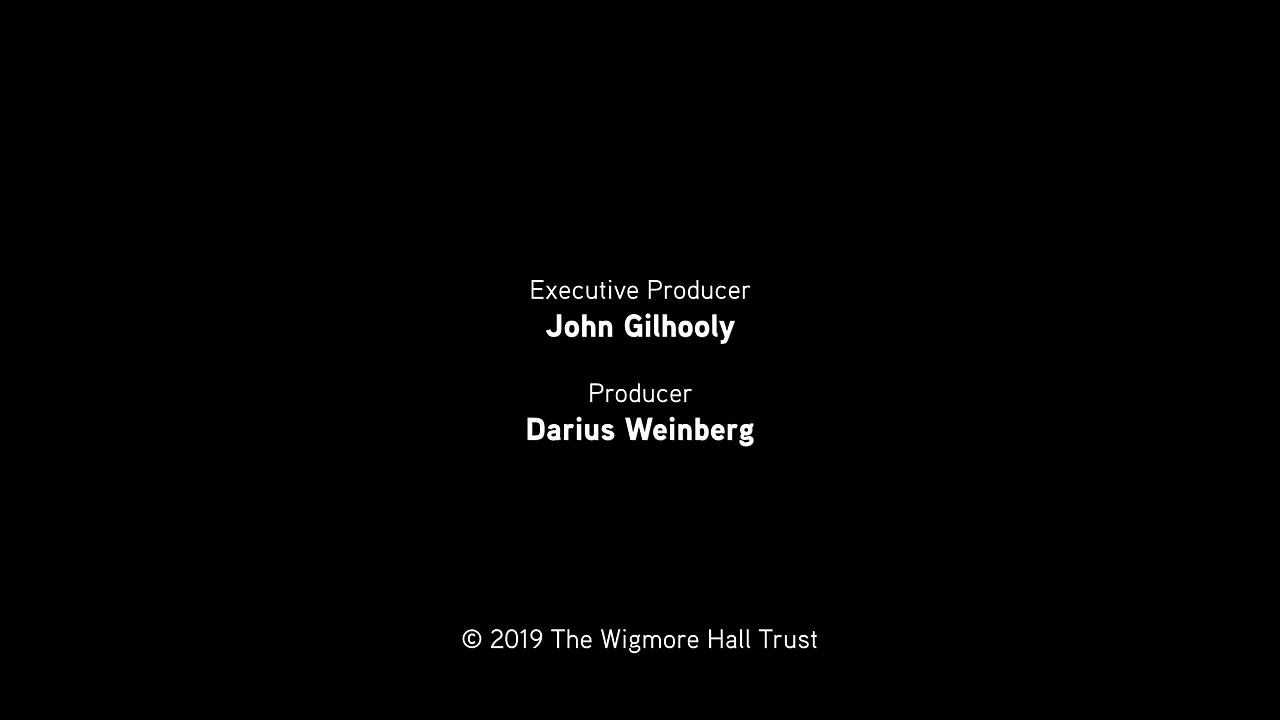 Executive Producer
John Gilhooly
Producer
Darius Weinberg
© 2019 The Wigmore Hall Trust